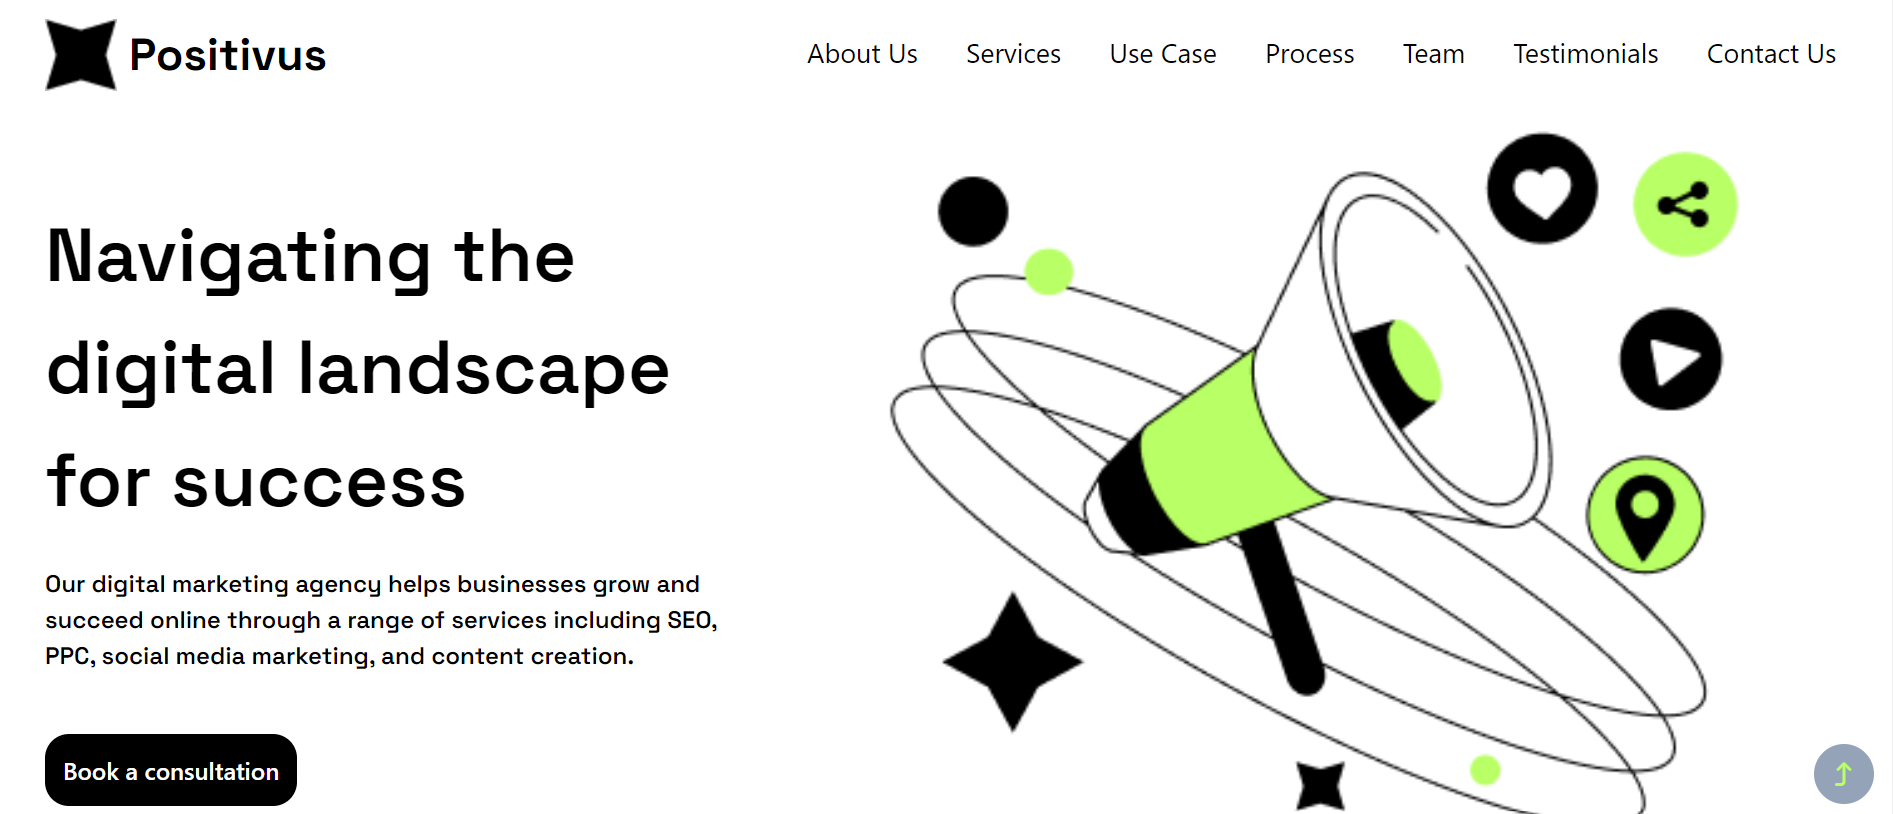 Positivus
About Us Services Use Case Process Team Testimonials Contact Us
Navigating the
digital landscape
for success
Our digital marketing agency helps businesses grow and
succeed online through a range of services including SEO,
PPC, social media marketing, and content creation.
Book a consultation